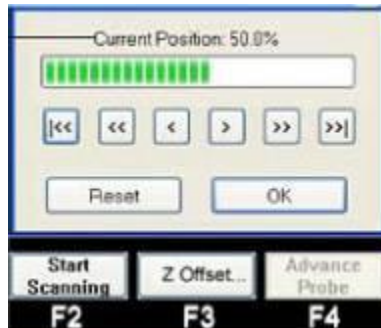 Current Position: 50.0%
|<< << < > >> >>|
Reset OK
Start Scanning Z Offset... Advance Probe
F2 F3 F4